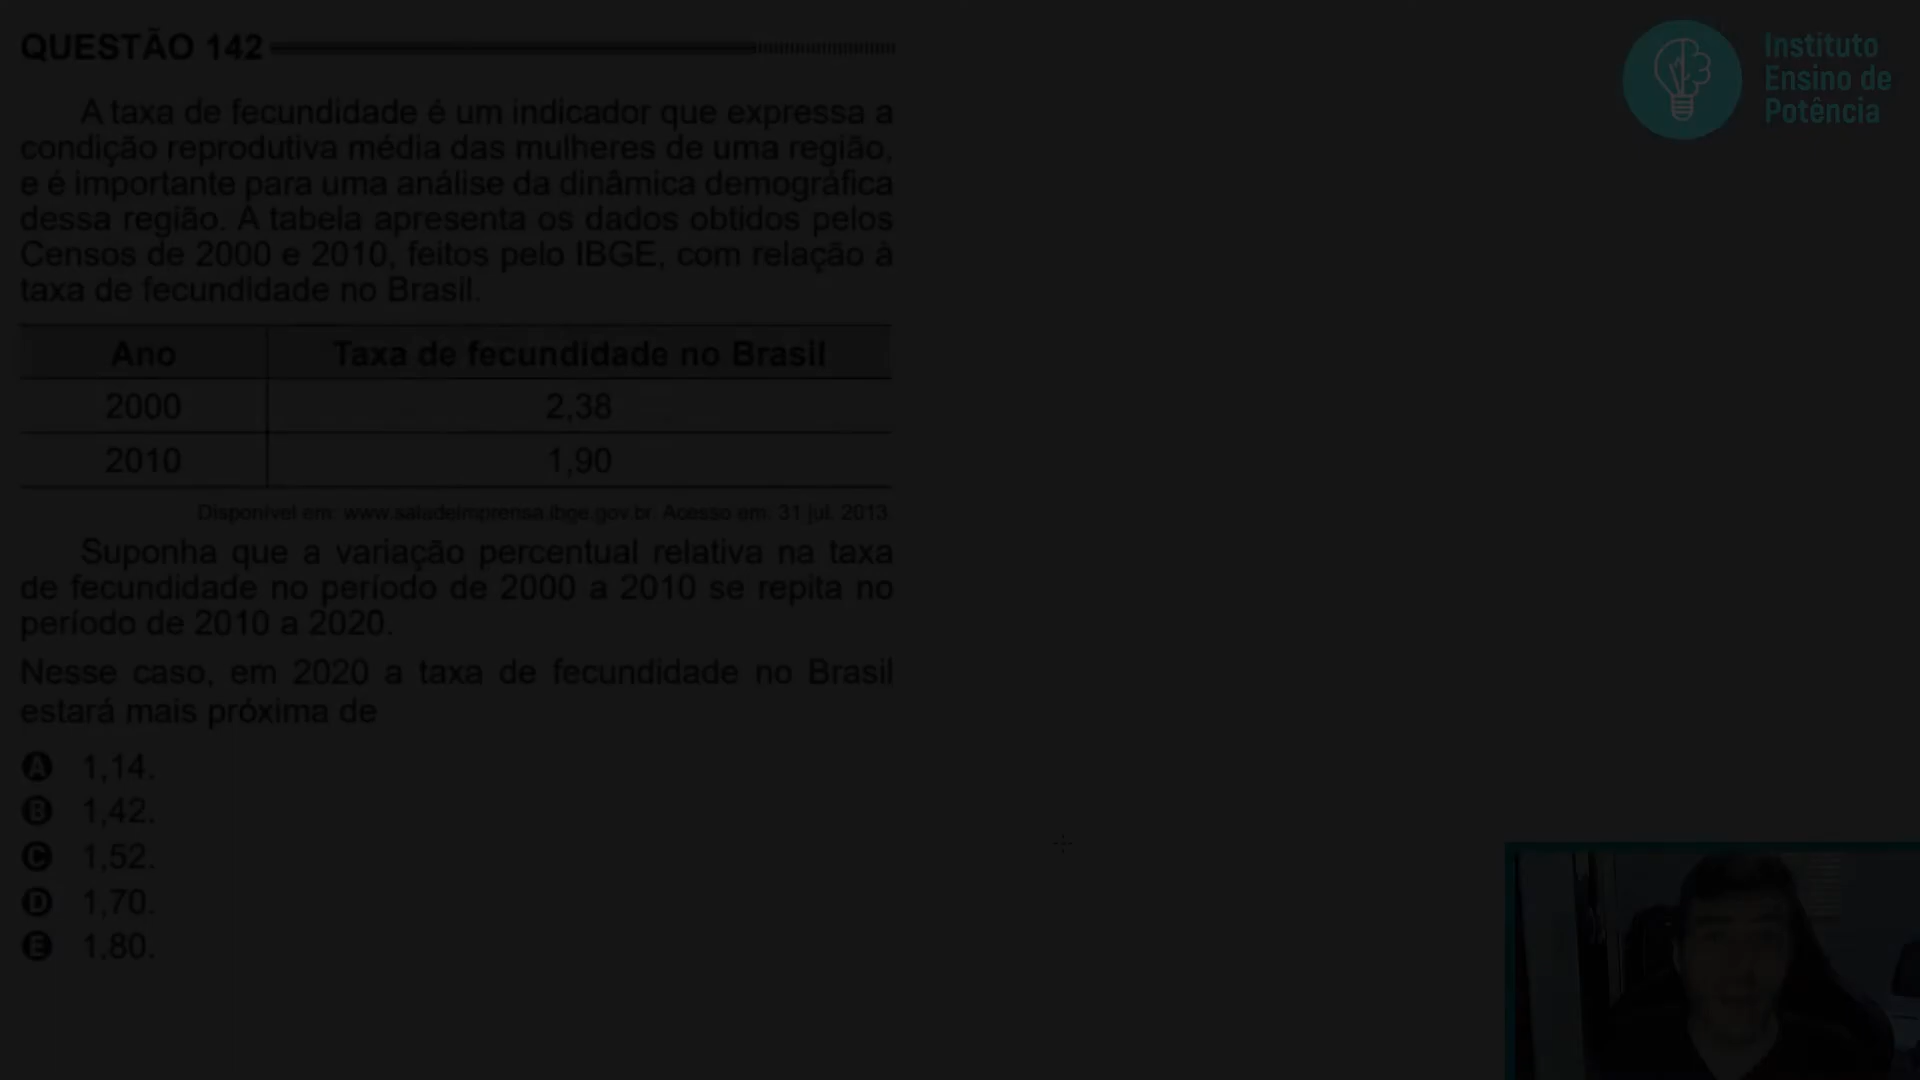 QUESTÃO 142
Instituto
Ensino de
Potência
A taxa de fecundidade é um indicador que expressa a
condição reprodutiva média das mulheres de uma região,
e é importante para uma análise da dinâmica demográfica
dessa região. A tabela apresenta os dados obtidos pelos
Censos de 2000 e 2010, feitos pelo IBGE, com relação à
taxa de fecundidade no Brasil.
Ano Taxa de fecundidade no Brasil
2000 2,38
2010 1,90
Disponível em: www.saladeimprensa.ibge.gov.br. Acesso em: 31 jul. 2013.
Suponha que a variação percentual relativa na taxa
de fecundidade no período de 2000 a 2010 se repita no
período de 2010 a 2020.
Nesse caso, em 2020 a taxa de fecundidade no Brasil
estará mais próxima de
A 1,14.
B 1,42.
C 1,52.
D 1,70.
E 1,80.